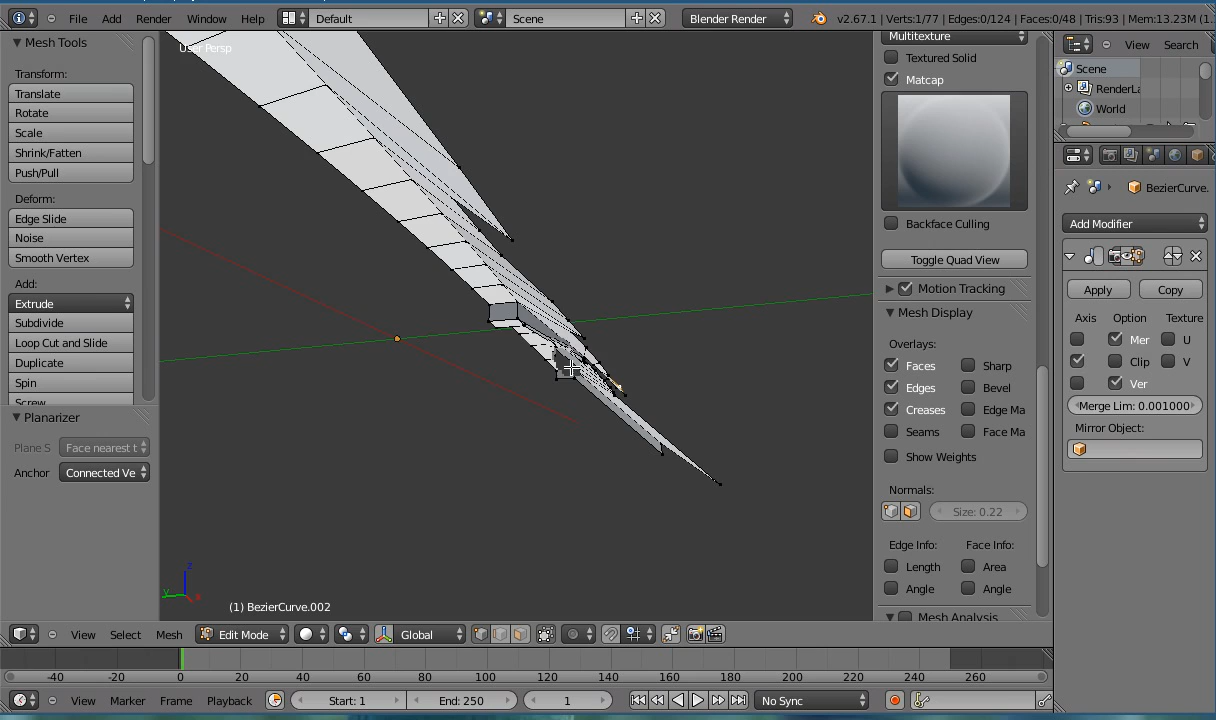 File Add Render Window Help Default Scene Blender Render v2.67.1 | Verts:1/77 | Edges:0/124 | Faces:0/48 | Tris:93 | Mem:13.23M (1.
Mesh Tools
Transform:
Translate
Rotate
Scale
Shrink/Fatten
Push/Pull
Deform:
Edge Slide
Noise
Smooth Vertex
Add:
Extrude
Subdivide
Loop Cut and Slide
Duplicate
Spin
Screw
Planarizer
Plane S Face nearest t
Anchor Connected Ve
User Persp
z
y x
(1) BezierCurve.002
Multitexture
Textured Solid
Matcap
Backface Culling
Toggle Quad View
Motion Tracking
Mesh Display
Overlays:
Faces Sharp
Edges Bevel
Creases Edge Ma
Seams Face Ma
Show Weights
Normals:
Size: 0.22
Edge Info: Face Info:
Length Area
Angle Angle
Mesh Analysis
View Search
Scene
RenderLa
World
BezierCurve.
Add Modifier
Apply Copy
Axis Option Texture
Mer U
Clip V
Ver
Merge Lim: 0.001000
Mirror Object:
View Select Mesh Edit Mode Global
-40 -20 0 20 40 60 80 100 120 140 160 180 200 220 240 260
View Marker Frame Playback Start: 1 End: 250 1 No Sync